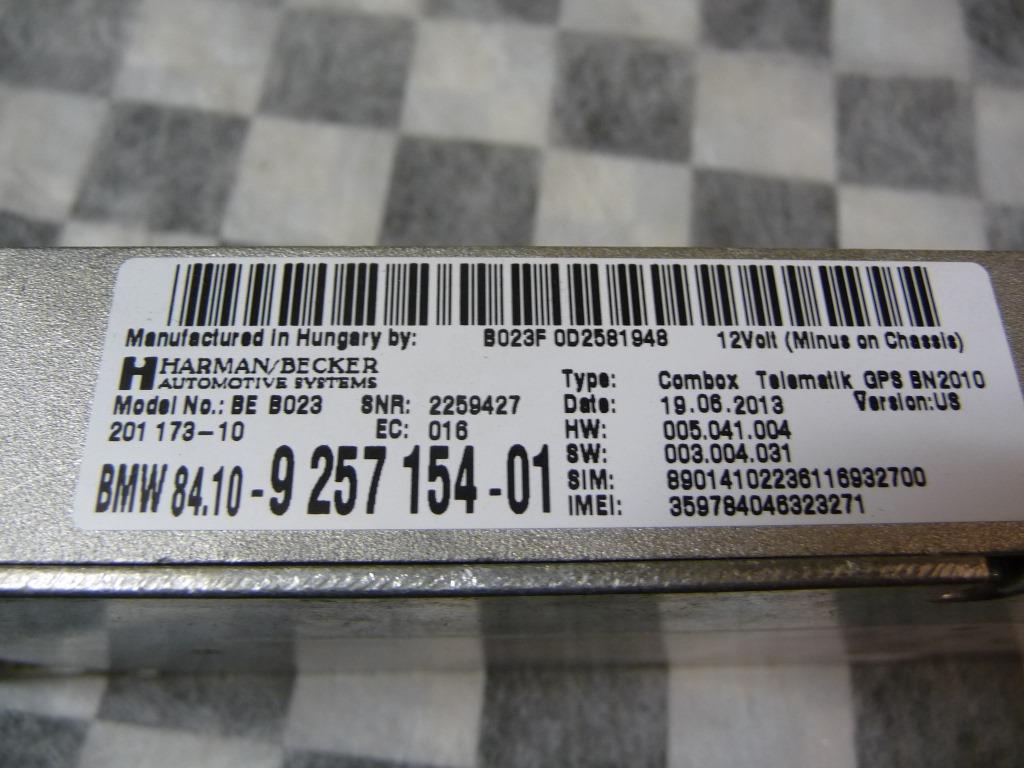 Manufactured in Hungary by: B023F 0D2581948 12Volt (Minus on Chassis)
HARMAN/BECKER
AUTOMOTIVE SYSTEMS
Type: Combox Telematik GPS BN2010
Model No.: BE B023 SNR: 2259427 Date: 19.06.2013 Version:US
201 173-10 EC: 016 HW: 005.041.004
SW: 003.004.031
BMW 84.10-9 257 154-01 SIM: 89014102236116932700
IMEI: 359784046323271